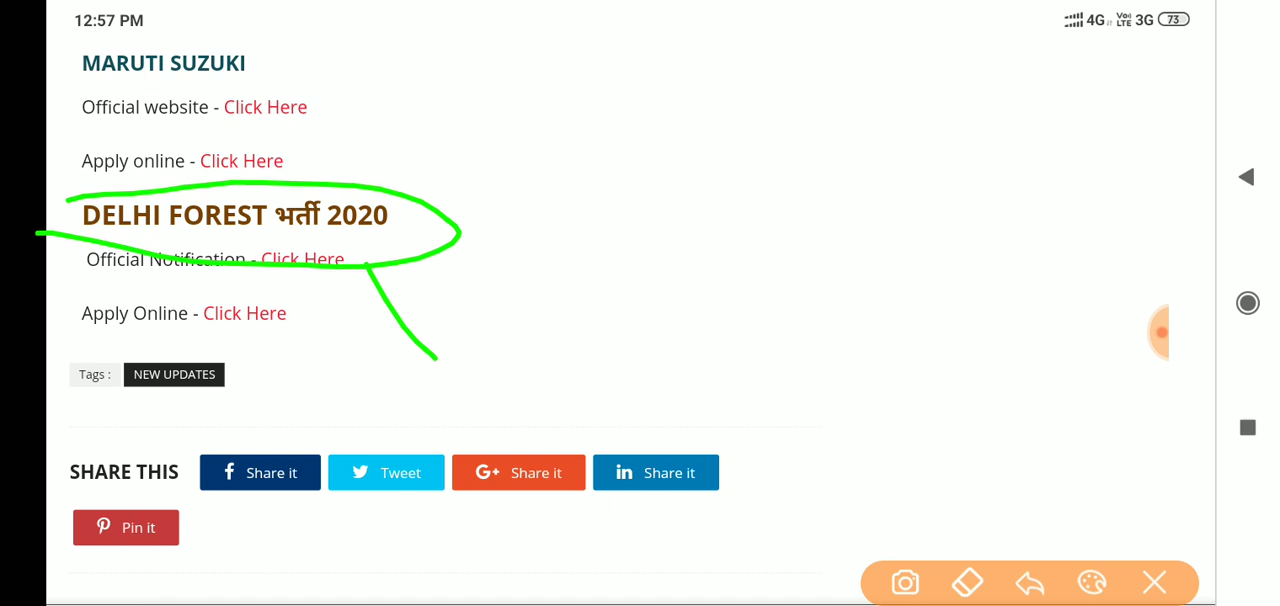 12:57 PM 4G VoLTE 3G 73
MARUTI SUZUKI
Official website - Click Here
Apply online - Click Here
DELHI FOREST भर्ती 2020
Official Notification - Click Here
Apply Online - Click Here
Tags : NEW UPDATES
SHARE THIS f Share it Tweet G+ Share it in Share it
Pin it